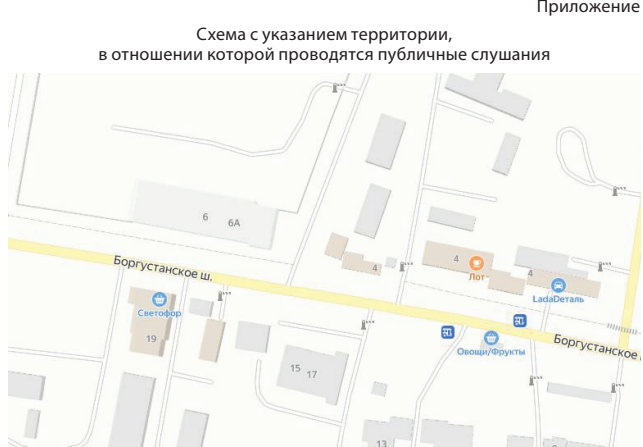 Приложение
Схема с указанием территории,
в отношении которой проводятся публичные слушания
6
6А
Боргустанское ш.
4
4
Лот
4
LadaДеталь
Светофор
19
Овощи/Фрукты
Боргустанское
15
17
13